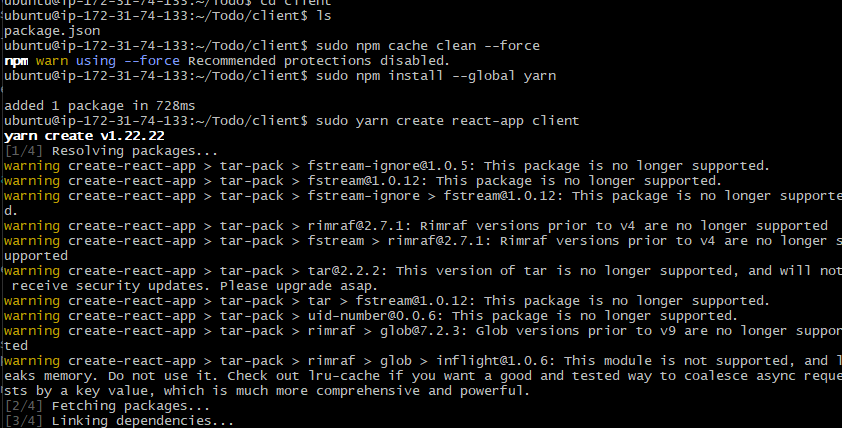 ubuntu@ip-172-31-74-133:~/Todo$ cd client
ubuntu@ip-172-31-74-133:~/Todo/client$ ls
package.json
ubuntu@ip-172-31-74-133:~/Todo/client$ sudo npm cache clean --force
npm warn using --force Recommended protections disabled.
ubuntu@ip-172-31-74-133:~/Todo/client$ sudo npm install --global yarn

added 1 package in 728ms
ubuntu@ip-172-31-74-133:~/Todo/client$ sudo yarn create react-app client
yarn create v1.22.22
[1/4] Resolving packages...
warning create-react-app > tar-pack > fstream-ignore@1.0.5: This package is no longer supported.
warning create-react-app > tar-pack > fstream@1.0.12: This package is no longer supported.
warning create-react-app > tar-pack > fstream-ignore > fstream@1.0.12: This package is no longer supporte
d.
warning create-react-app > tar-pack > rimraf@2.7.1: Rimraf versions prior to v4 are no longer supported
warning create-react-app > tar-pack > fstream > rimraf@2.7.1: Rimraf versions prior to v4 are no longer s
upported
warning create-react-app > tar-pack > tar@2.2.2: This version of tar is no longer supported, and will not
receive security updates. Please upgrade asap.
warning create-react-app > tar-pack > tar > fstream@1.0.12: This package is no longer supported.
warning create-react-app > tar-pack > uid-number@0.0.6: This package is no longer supported.
warning create-react-app > tar-pack > rimraf > glob@7.2.3: Glob versions prior to v9 are no longer suppor
ted
warning create-react-app > tar-pack > rimraf > glob > inflight@1.0.6: This module is not supported, and l
eaks memory. Do not use it. Check out lru-cache if you want a good and tested way to coalesce async reque
sts by a key value, which is much more comprehensive and powerful.
[2/4] Fetching packages...
[3/4] Linking dependencies...